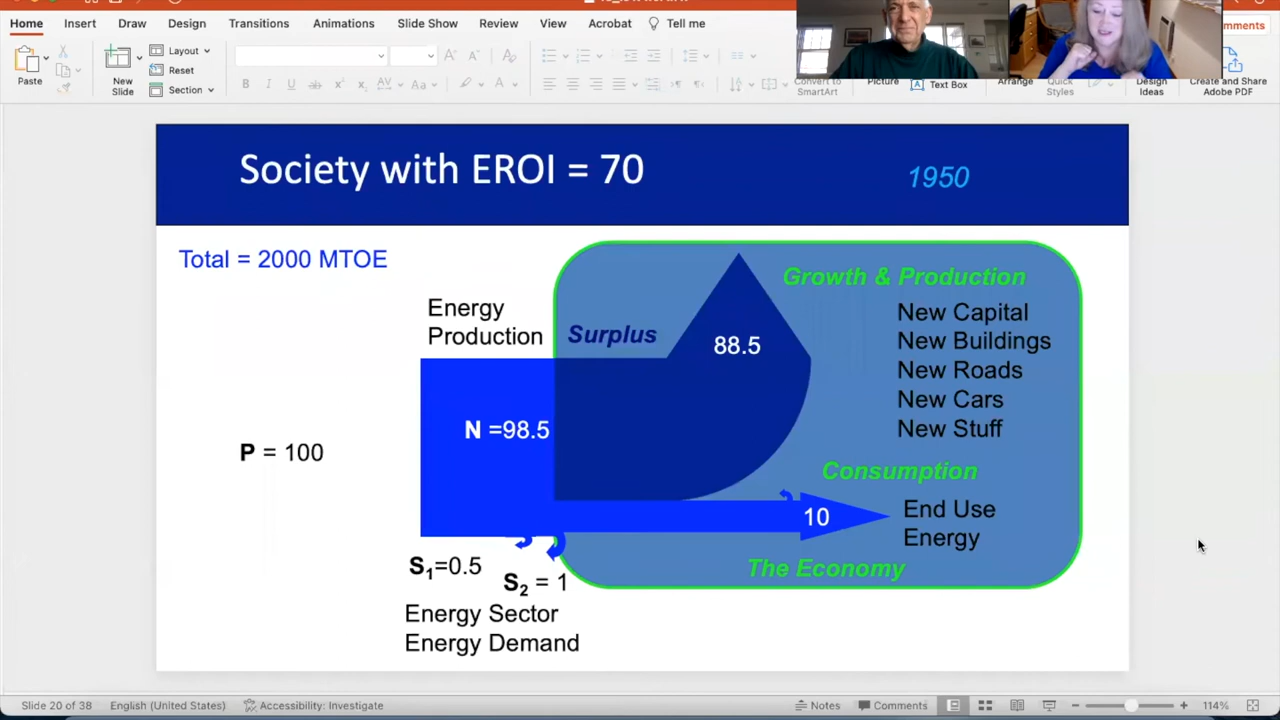 Home Insert Draw Design Transitions Animations Slide Show Review View Acrobat Tell me
Comments
Paste
New
Slide
Layout
Reset
Section
Convert to
SmartArt
Picture
Text Box
Arrange
Quick
Styles
Design
Ideas
Create and Share
Adobe PDF
Society with EROI = 70
1950
Total = 2000 MTOE
Energy
Production
Surplus
Growth & Production
New Capital
New Buildings
New Roads
New Cars
New Stuff
88.5
N =98.5
P = 100
Consumption
10
End Use
Energy
The Economy
S1=0.5
S2 = 1
Energy Sector
Energy Demand
Slide 20 of 38 English (United States) Accessibility: Investigate Notes Comments 114%